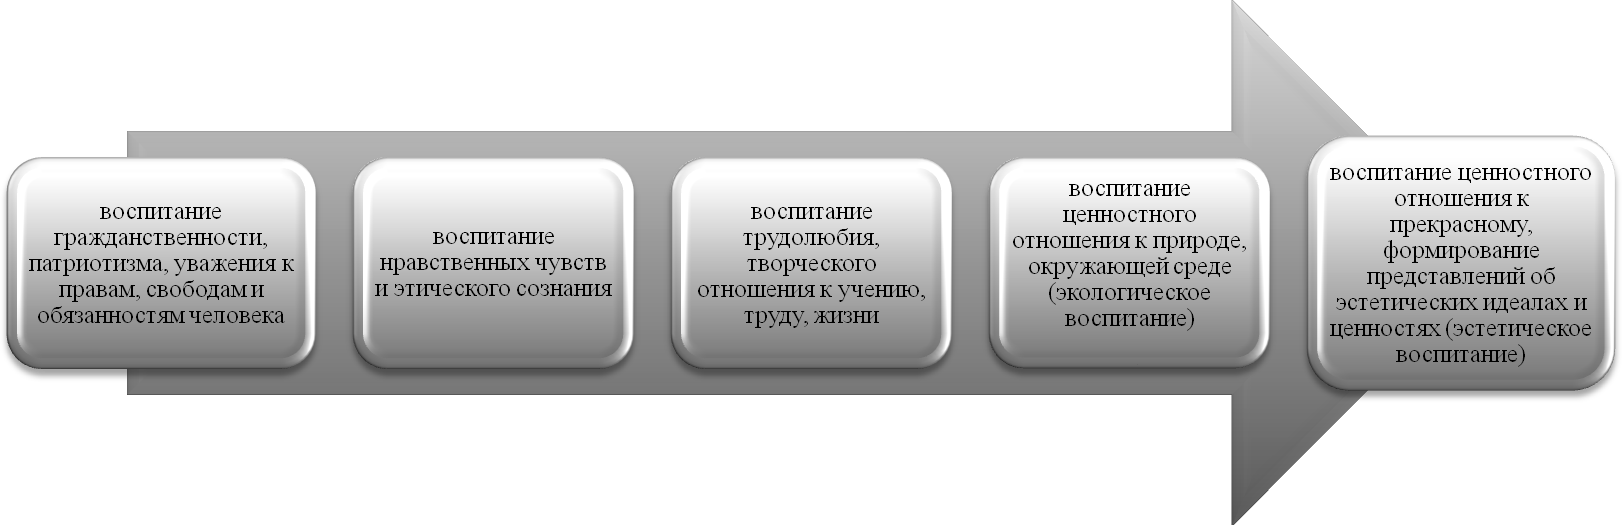 воспитание
гражданственности,
патриотизма, уважения к
правам, свободам и
обязанностям человека
воспитание
нравственных чувств
и этического сознания
воспитание
трудолюбия,
творческого
отношения к учению,
труду, жизни
воспитание
ценностного
отношения к природе,
окружающей среде
(экологическое
воспитание)
воспитание ценностного
отношения к
прекрасному,
формирование
представлений об
эстетических идеалах и
ценностях (эстетическое
воспитание)